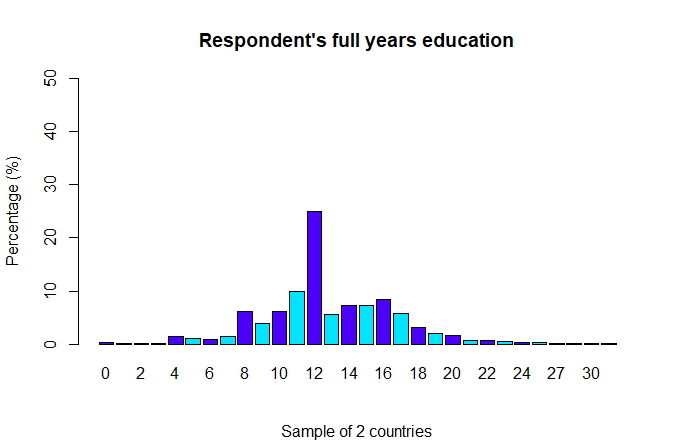 Respondent's full years education
Percentage (%)
50
40
30
20
10
0
0 2 4 6 8 10 12 14 16 18 20 22 24 27 30
Sample of 2 countries